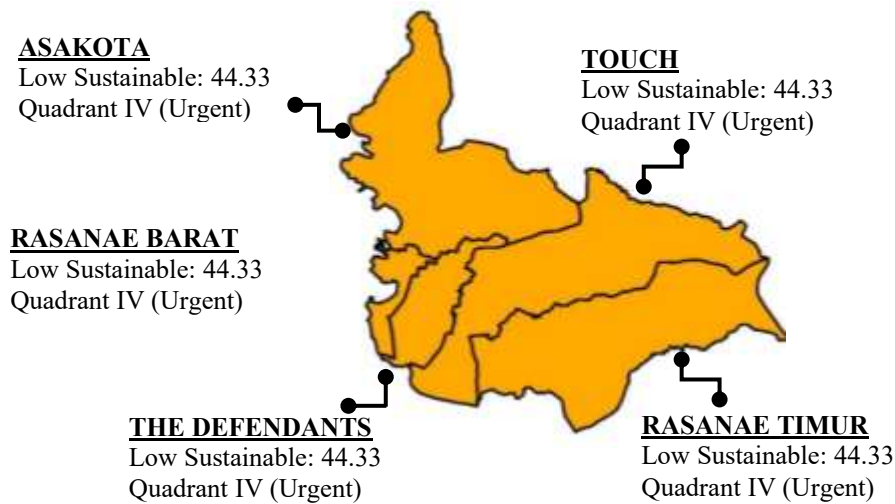 ASAKOTA
Low Sustainable: 44.33
Quadrant IV (Urgent)
TOUCH
Low Sustainable: 44.33
Quadrant IV (Urgent)
RASANAE BARAT
Low Sustainable: 44.33
Quadrant IV (Urgent)
THE DEFENDANTS
Low Sustainable: 44.33
Quadrant IV (Urgent)
RASANAE TIMUR
Low Sustainable: 44.33
Quadrant IV (Urgent)